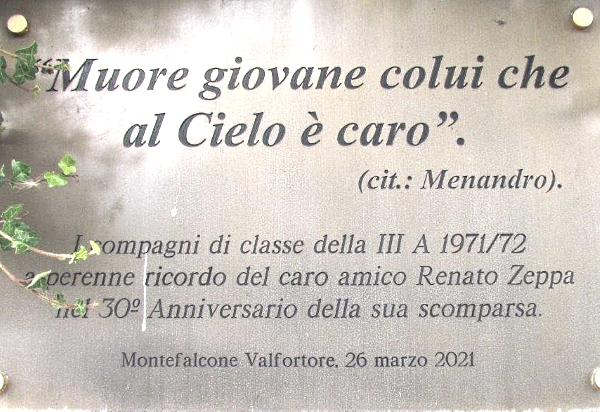 “Muore giovane colui che
al Cielo è caro”.
(cit.: Menandro).
I compagni di classe della III A 1971/72
a perenne ricordo del caro amico Renato Zeppa
nel 30º Anniversario della sua scomparsa.
Montefalcone Valfortore, 26 marzo 2021